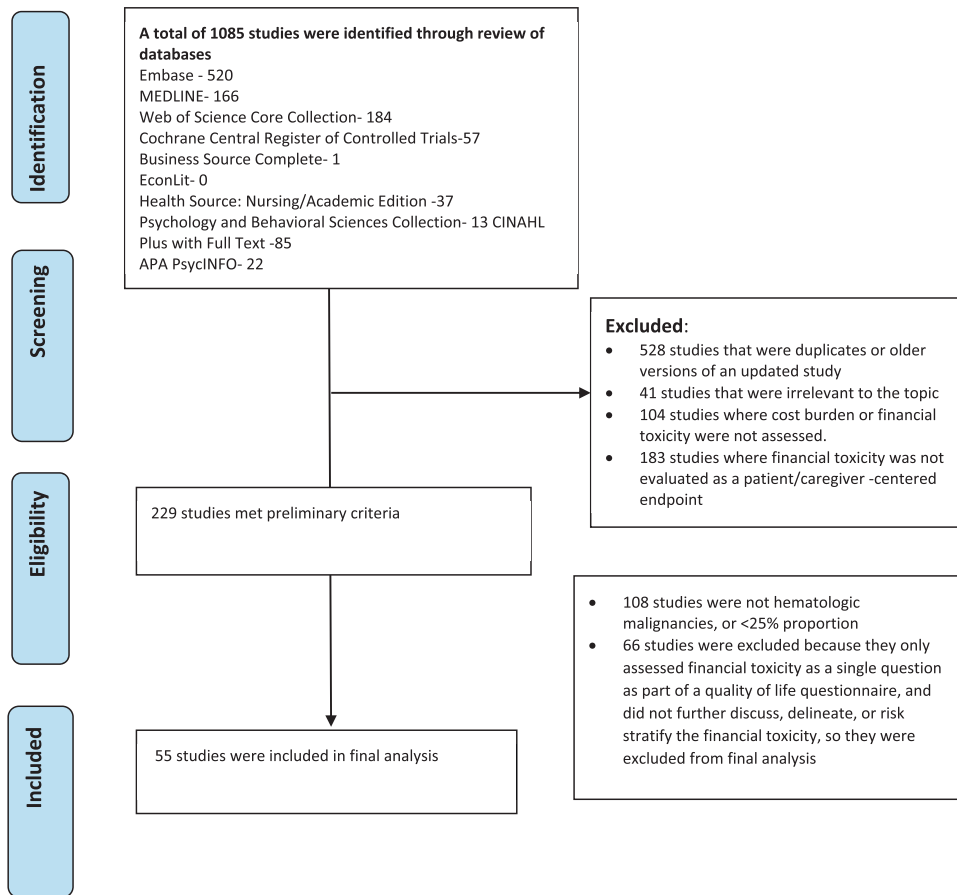 Identification
A total of 1085 studies were identified through review of
databases
Embase - 520
MEDLINE- 166
Web of Science Core Collection- 184
Cochrane Central Register of Controlled Trials-57
Business Source Complete- 1
EconLit- 0
Health Source: Nursing/Academic Edition -37
Psychology and Behavioral Sciences Collection- 13 CINAHL
Plus with Full Text -85
APA PsycINFO- 22
Screening
Excluded:
• 528 studies that were duplicates or older
versions of an updated study
• 41 studies that were irrelevant to the topic
• 104 studies where cost burden or financial
toxicity were not assessed.
• 183 studies where financial toxicity was not
evaluated as a patient/caregiver -centered
endpoint
Eligibility
229 studies met preliminary criteria
• 108 studies were not hematologic
malignancies, or <25% proportion
• 66 studies were excluded because they only
assessed financial toxicity as a single question
as part of a quality of life questionnaire, and
did not further discuss, delineate, or risk
stratify the financial toxicity, so they were
excluded from final analysis
Included
55 studies were included in final analysis